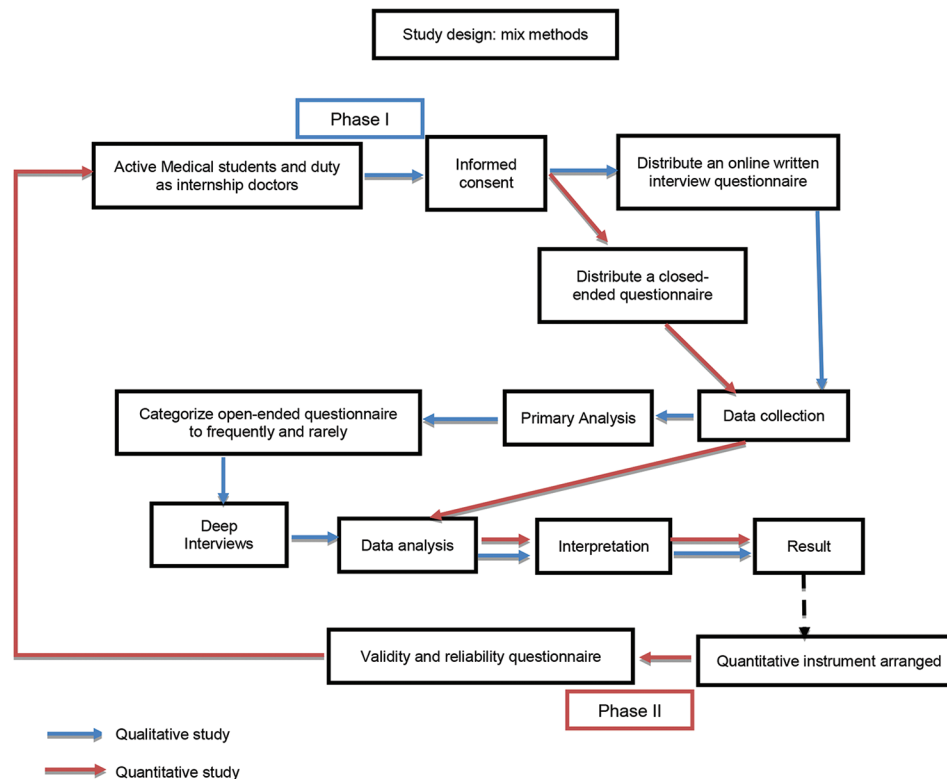 Study design: mix methods
Phase I
Active Medical students and duty
as internship doctors
Informed
consent
Distribute an online written
interview questionnaire
Distribute a closed-
ended questionnaire
Categorize open-ended questionnaire
to frequently and rarely
Primary Analysis
Data collection
Deep
Interviews
Data analysis
Interpretation
Result
Validity and reliability questionnaire
Quantitative instrument arranged
Phase II
Qualitative study
Quantitative study